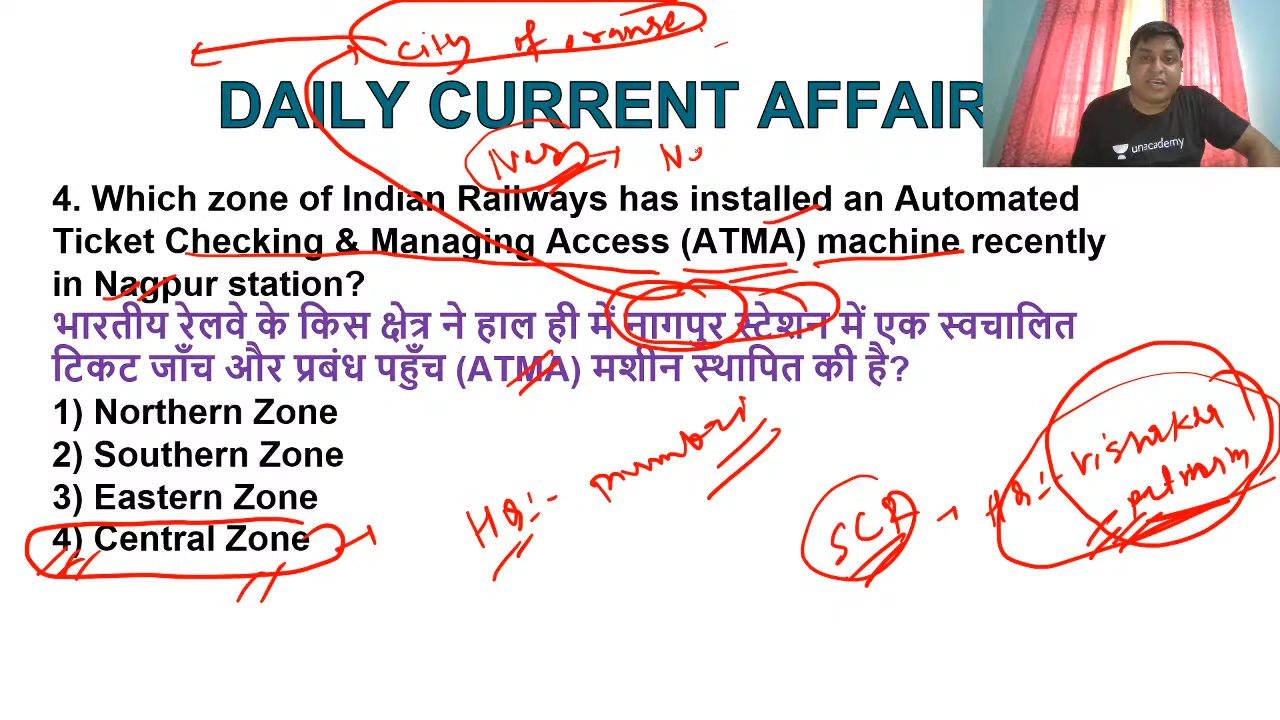 city of orange
DAILY CURRENT AFFAIR
unacademy
4. Which zone of Indian Railways has installed an Automated
Ticket Checking & Managing Access (ATMA) machine recently
in Nagpur station?
भारतीय रेलवे के किस क्षेत्र ने हाल ही में नागपुर स्टेशन में एक स्वचालित
टिकट जाँच और प्रबंध पहुँच (ATMA) मशीन स्थापित की है?
1) Northern Zone
2) Southern Zone
3) Eastern Zone
4) Central Zone
HQ:- mumbai
SCR
HQ:- vishakha
patnam